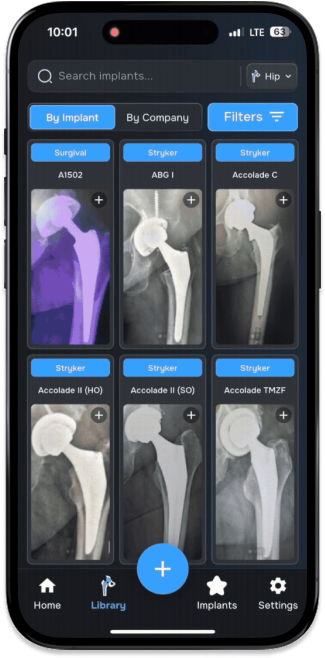 10:01
LTE 63
Search implants...
Hip
By Implant
By Company
Filters
Surgival
Stryker
Stryker
A1502
ABG I
Accolade C
Stryker
Stryker
Stryker
Accolade II (HO)
Accolade II (SO)
Accolade TMZF
Home
Library
Implants
Settings